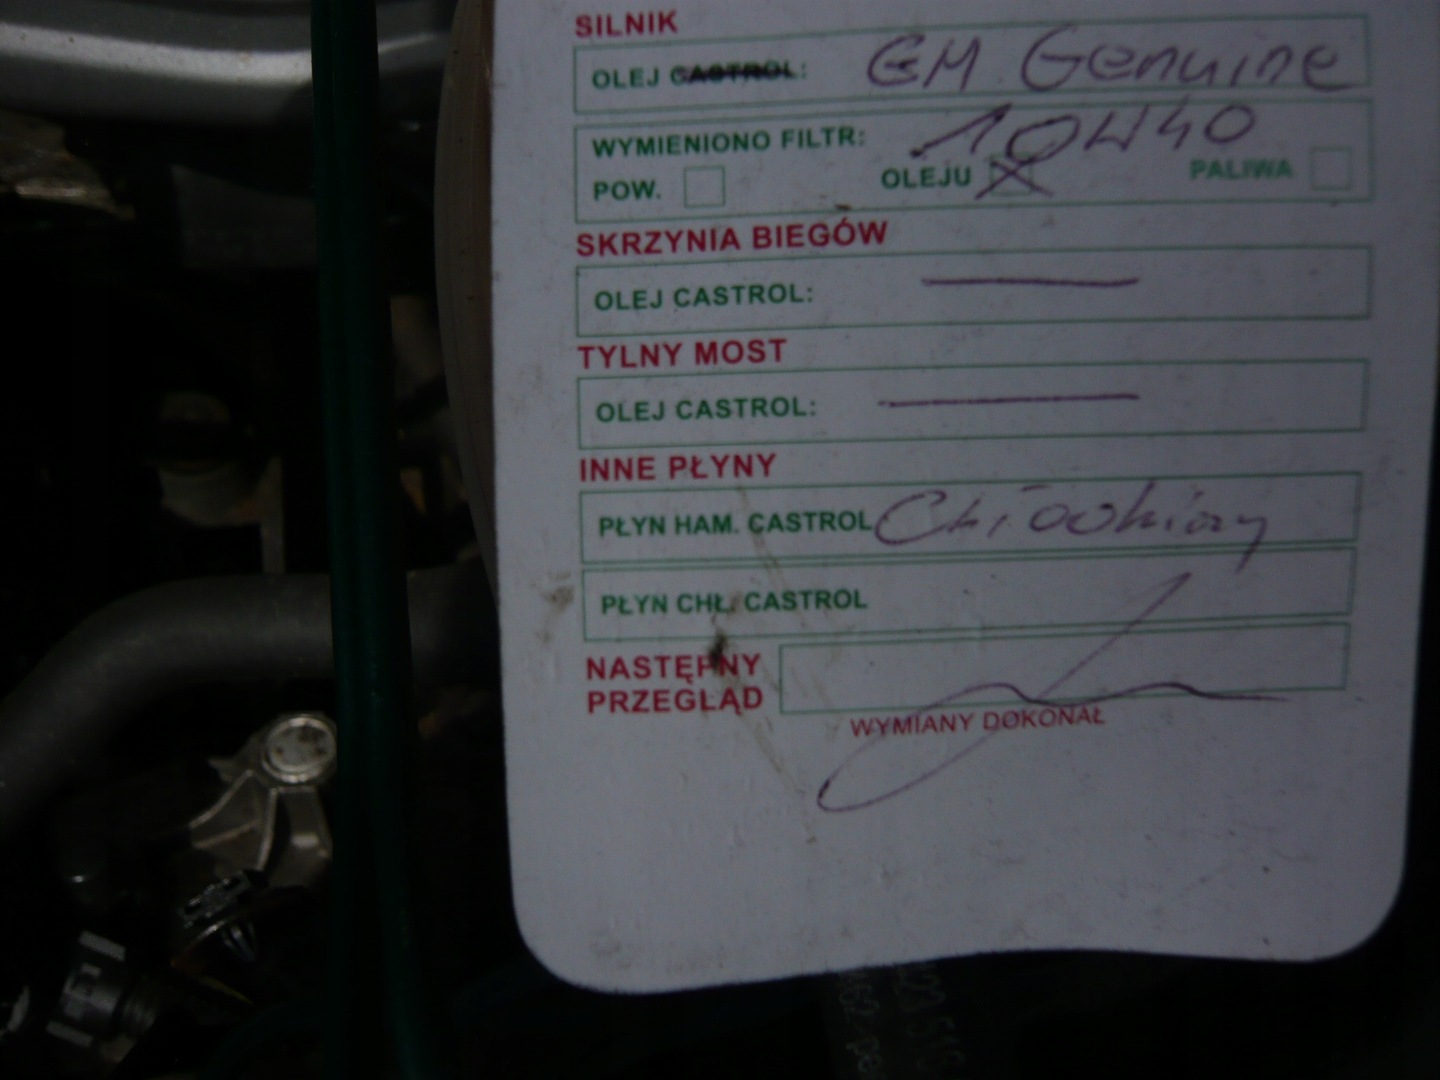 SILNIK
OLEJ CASTROL: GM Genuine
WYMIENIONO FILTR: 10W40
POW. OLEJU PALIWA
SKRZYNIA BIEGÓW
OLEJ CASTROL:
TYLNY MOST
OLEJ CASTROL:
INNE PŁYNY
PŁYN HAM. CASTROL
PŁYN CHŁ. CASTROL
NASTĘPNY
PRZEGLĄD
WYMIANY DOKONAŁ